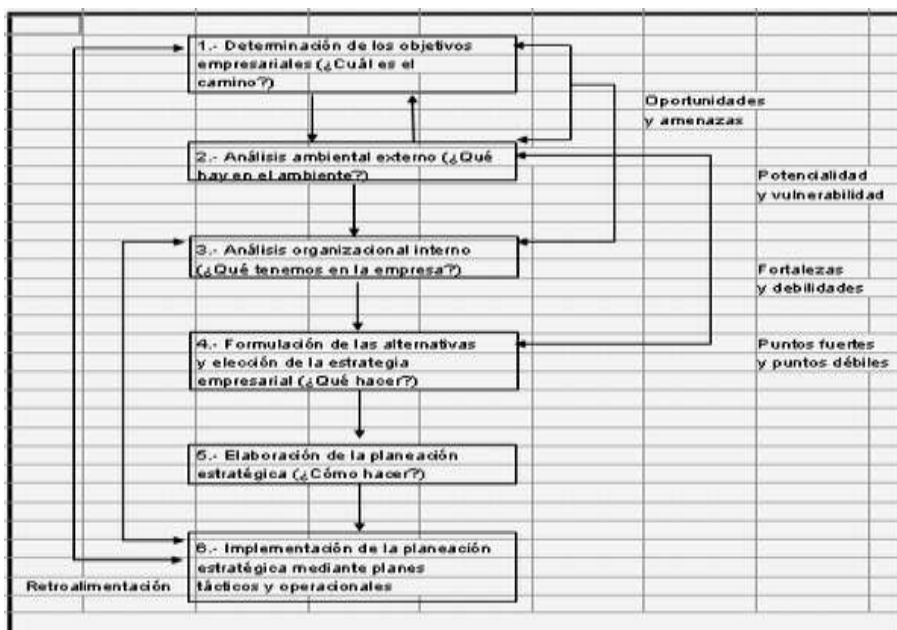 1.- Determinación de los objetivos
empresariales (¿Cuál es el
camino?)
Oportunidades
y amenazas
2.- Análisis ambiental externo (¿Qué
hay en el ambiente?)
Potencialidad
y vulnerabilidad
3.- Análisis organizacional interno
(¿Qué tenemos en la empresa?)
Fortalezas
y debilidades
4.- Formulación de las alternativas
y elección de la estrategia
empresarial (¿Qué hacer?)
Puntos fuertes
y puntos débiles
5.- Elaboración de la planeación
estratégica (¿Cómo hacer?)
6.- Implementación de la planeación
estratégica mediante planes
tácticos y operacionales
Retroalimentación